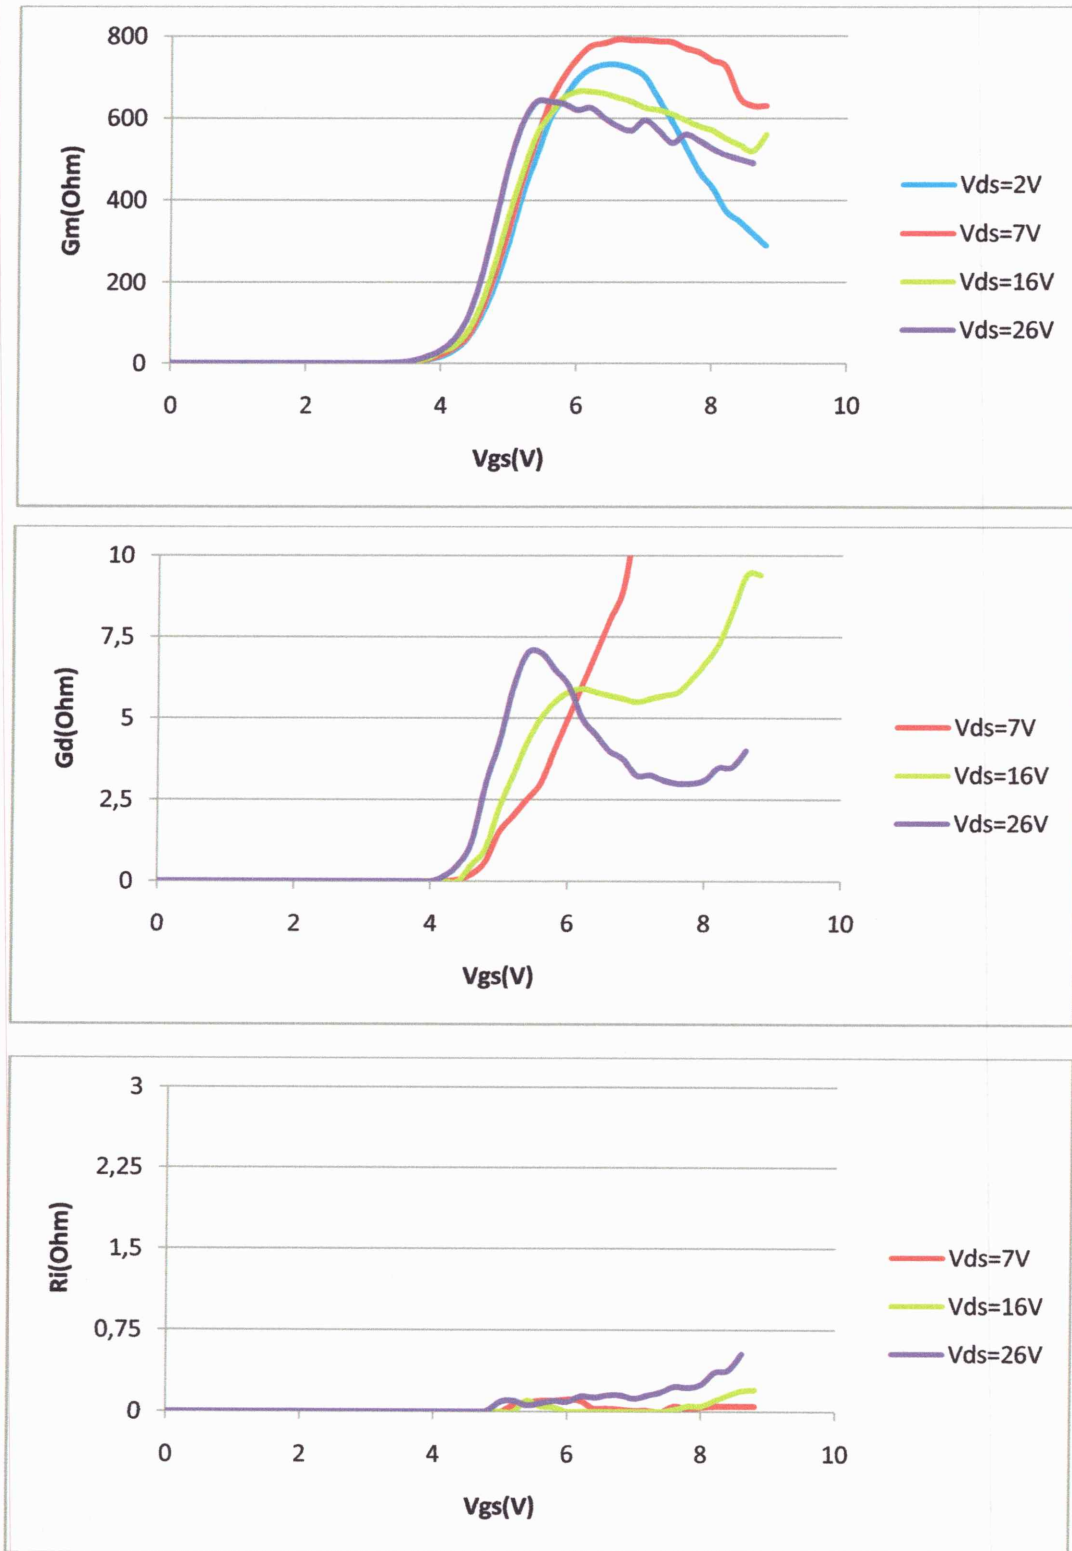 800
600
400
200
0
Gm(Ohm)
0 2 4 6 8 10
Vgs(V)
Vds=2V
Vds=7V
Vds=16V
Vds=26V
10
7,5
5
2,5
0
Gd(Ohm)
0 2 4 6 8 10
Vgs(V)
Vds=7V
Vds=16V
Vds=26V
3
2,25
1,5
0,75
0
Ri(Ohm)
0 2 4 6 8 10
Vgs(V)
Vds=7V
Vds=16V
Vds=26V